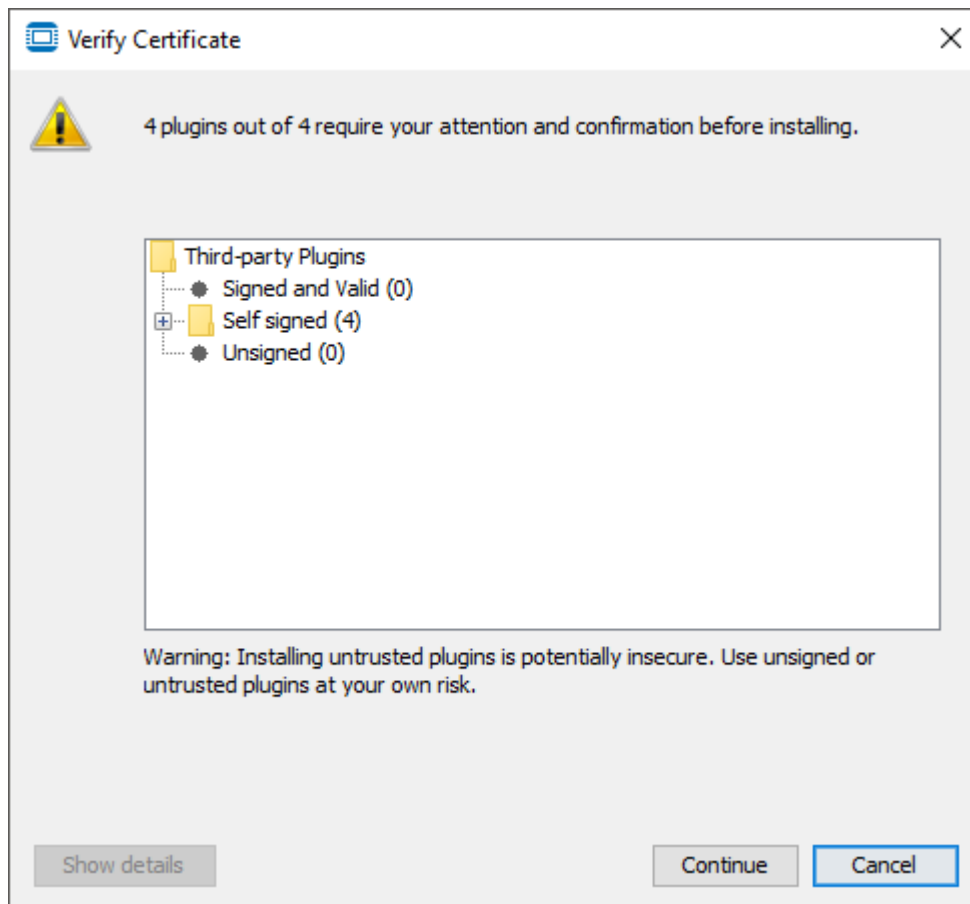 Verify Certificate
4 plugins out of 4 require your attention and confirmation before installing.
Third-party Plugins
Signed and Valid (0)
Self signed (4)
Unsigned (0)
Warning: Installing untrusted plugins is potentially insecure. Use unsigned or
untrusted plugins at your own risk.
Show details
Continue
Cancel